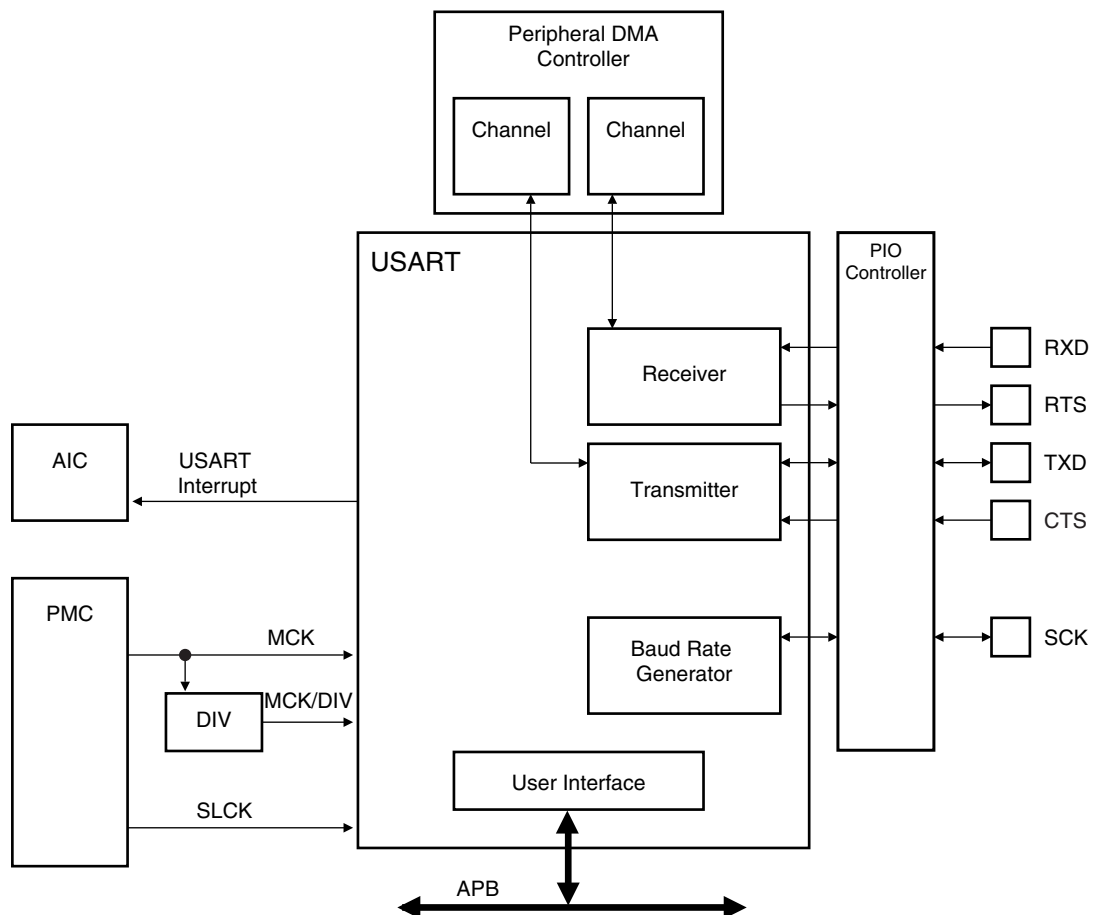 Peripheral DMA
Controller
Channel
Channel
USART
PIO
Controller
Receiver
RXD
RTS
AIC
USART
Interrupt
Transmitter
TXD
CTS
PMC
MCK
Baud Rate
Generator
SCK
DIV
MCK/DIV
User Interface
SLCK
APB